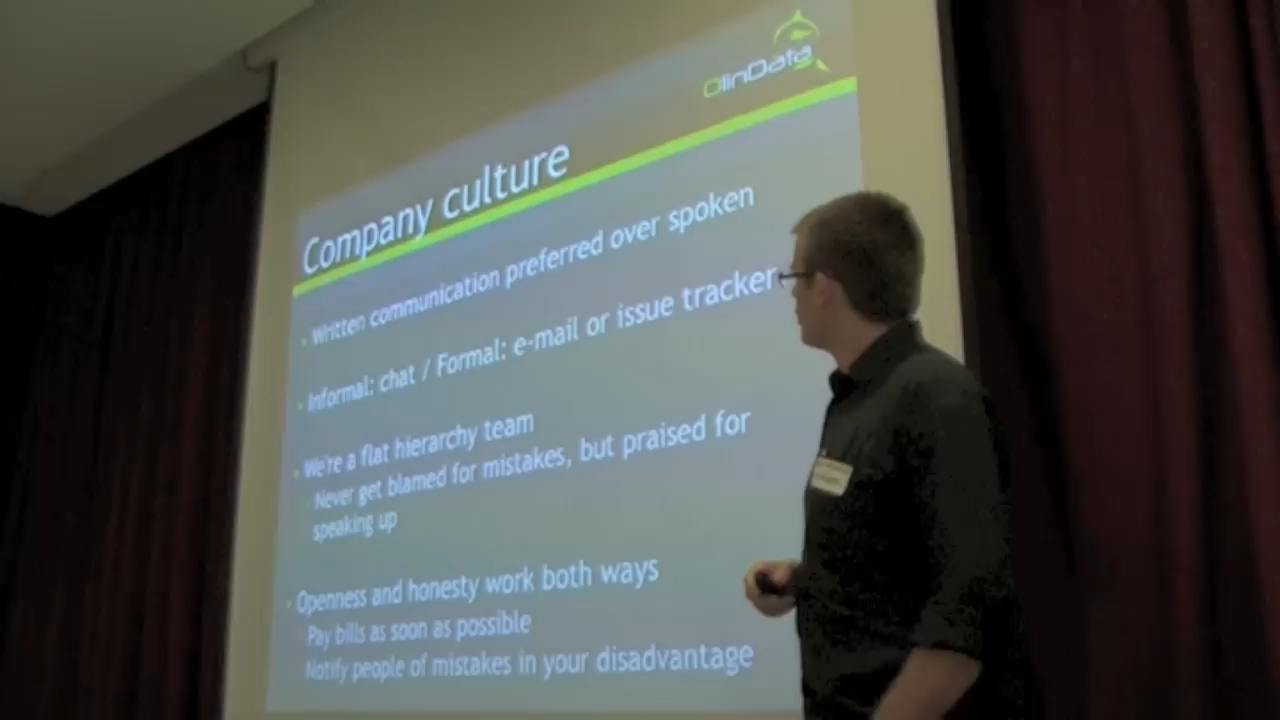 OlinData
Company culture
Written communication preferred over spoken
Informal: chat / Formal: e-mail or issue tracker
We're a flat hierarchy team
Never get blamed for mistakes, but praised for
speaking up
Openness and honesty work both ways
Pay bills as soon as possible
Notify people of mistakes in your disadvantage